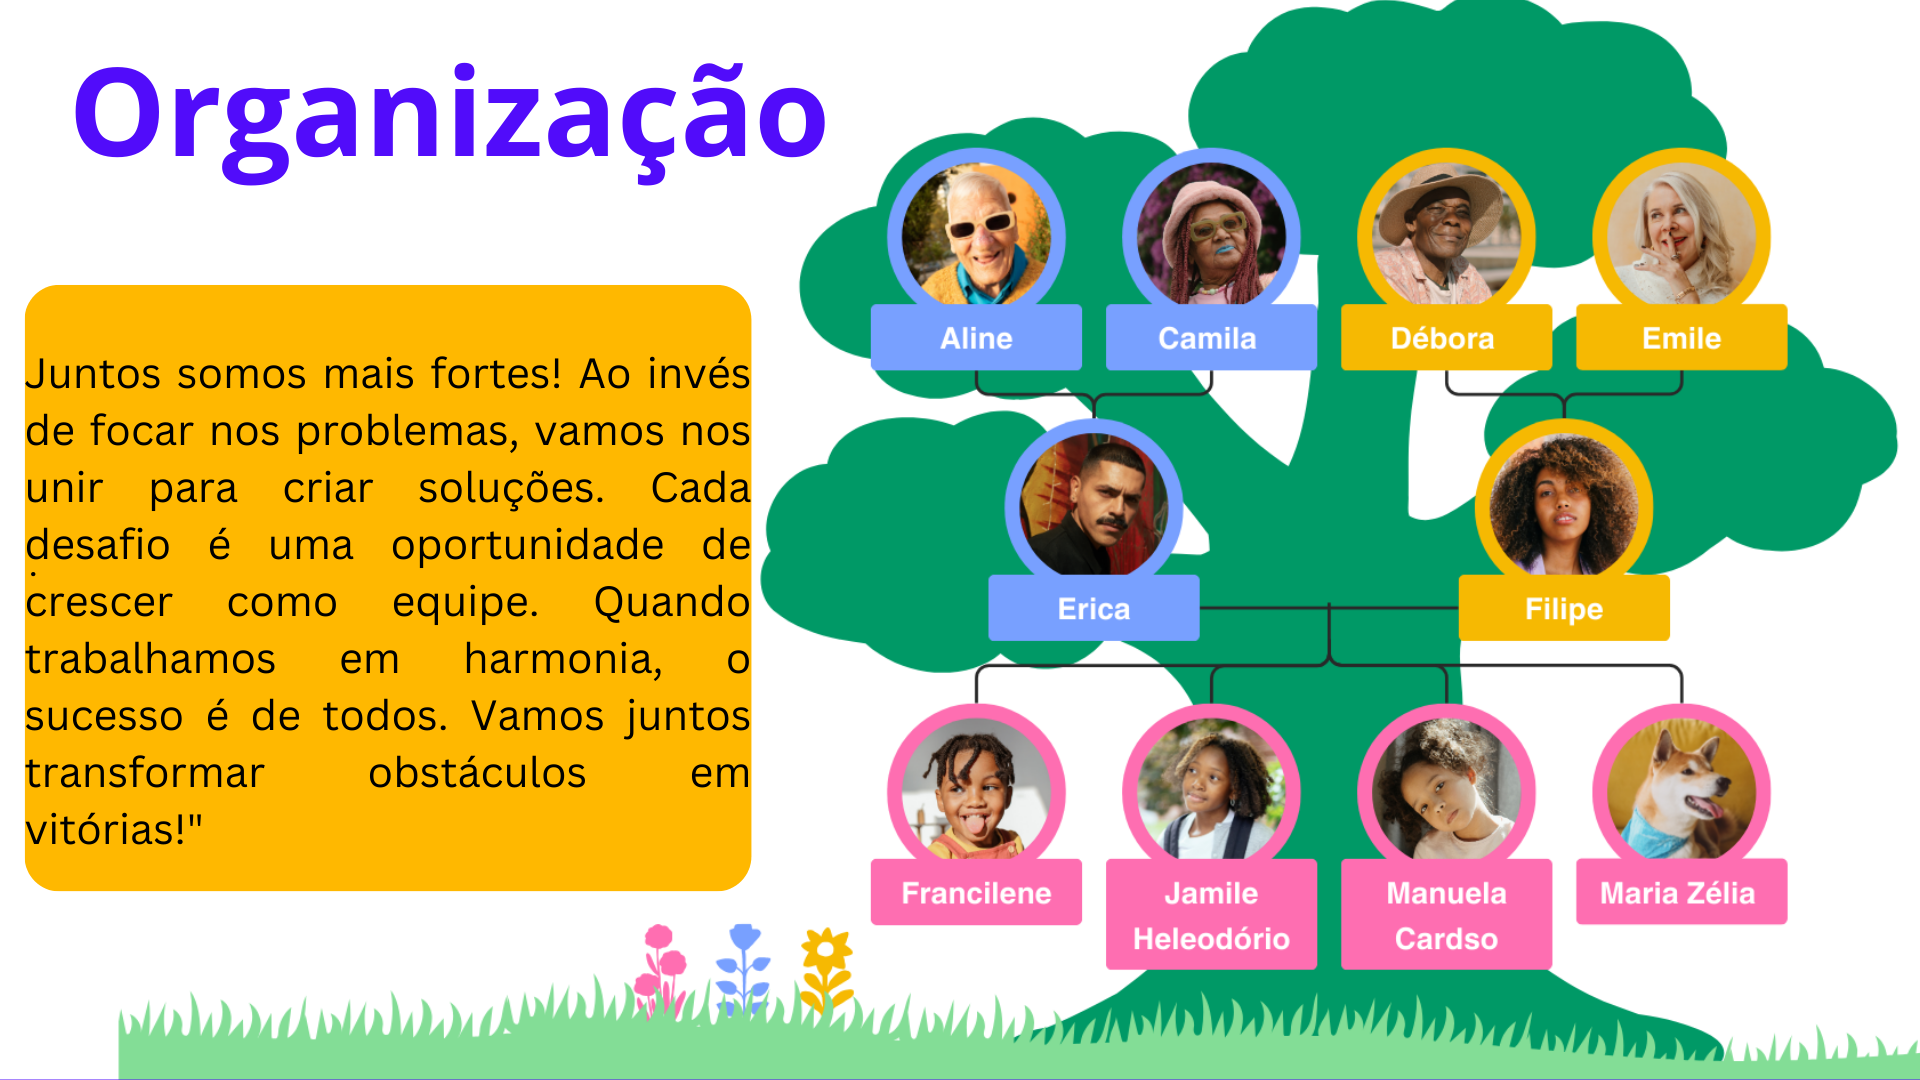 Organização
Juntos somos mais fortes! Ao invés
de focar nos problemas, vamos nos
unir para criar soluções. Cada
desafio é uma oportunidade de
crescer como equipe. Quando
trabalhamos em harmonia, o
sucesso é de todos. Vamos juntos
transformar obstáculos em
vitórias!"
.
Aline
Camila
Débora
Emile
Erica
Filipe
Francilene
Jamile
Heleodório
Manuela
Cardso
Maria Zélia